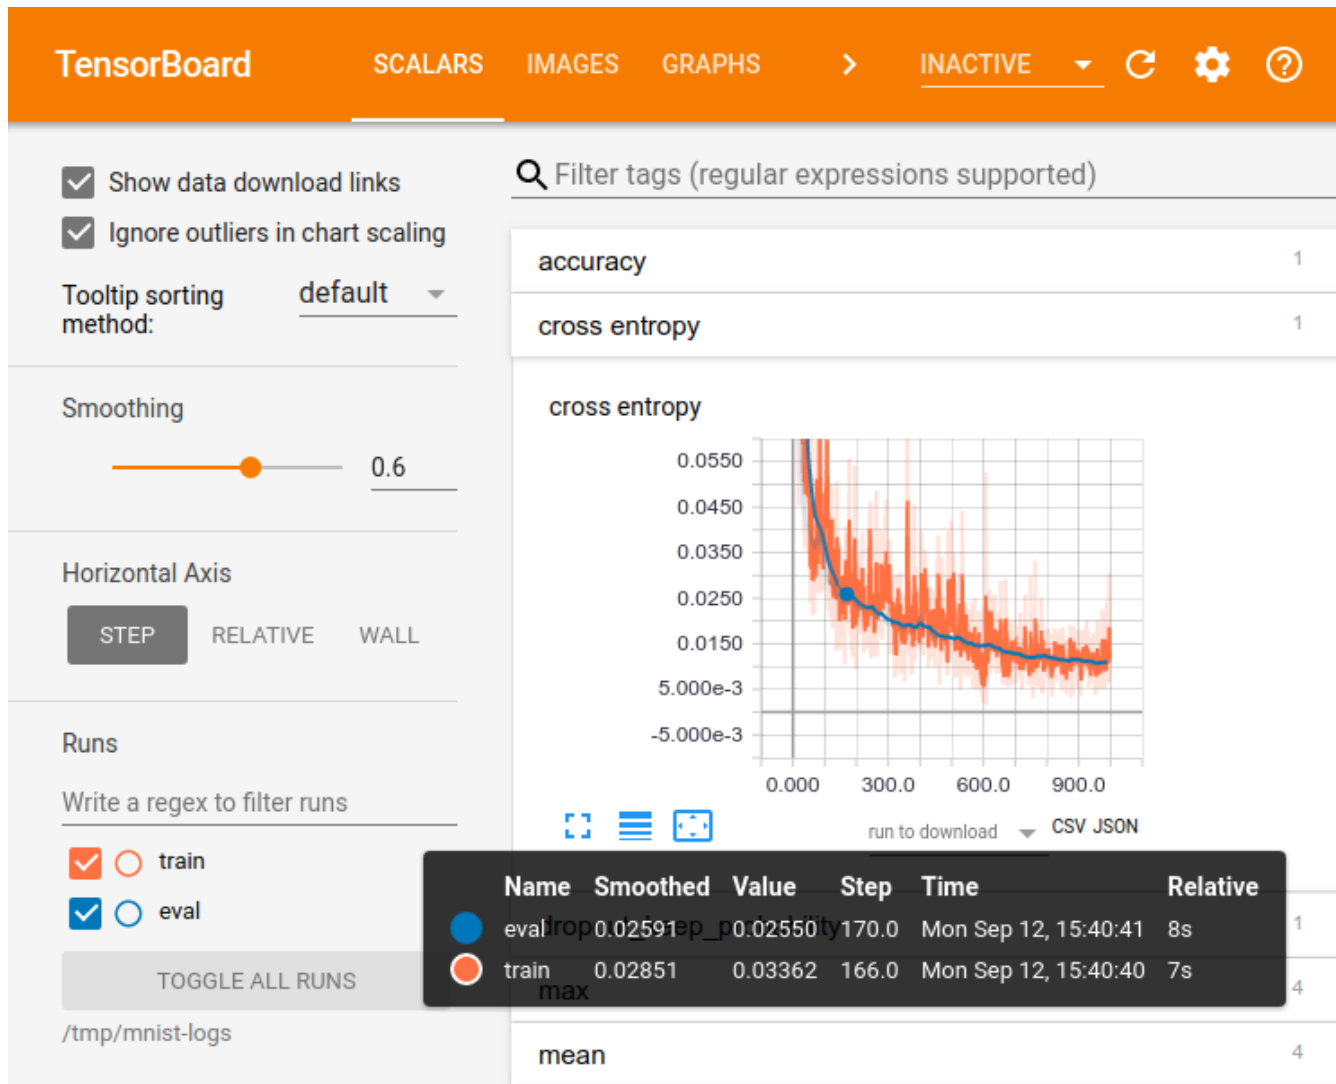 TensorBoard SCALARS IMAGES GRAPHS INACTIVE
Show data download links
Ignore outliers in chart scaling
Tooltip sorting method: default
Smoothing
0.6
Horizontal Axis
STEP RELATIVE WALL
Runs
Write a regex to filter runs
train
eval
TOGGLE ALL RUNS
/tmp/mnist-logs
Filter tags (regular expressions supported)
accuracy 1
cross entropy 1
cross entropy
0.0550
0.0450
0.0350
0.0250
0.0150
5.000e-3
-5.000e-3
0.000 300.0 600.0 900.0
run to download CSV JSON
Name Smoothed Value Step Time Relative
eval 0.02591 0.02550 170.0 Mon Sep 12, 15:40:41 8s
train 0.02851 0.03362 166.0 Mon Sep 12, 15:40:40 7s
dropout_keep_probability 1
max 4
mean 4